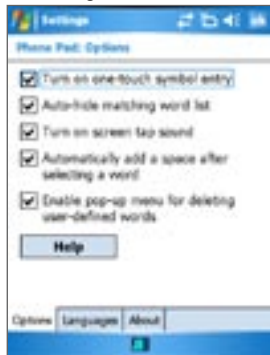 Settings
ok
Phone Pad: Options
Turn on one-touch symbol entry
Auto-hide matching word list
Turn on screen tap sound
Automatically add a space after
selecting a word
Enable pop-up menu for deleting
user-defined words
Help
Options Languages About